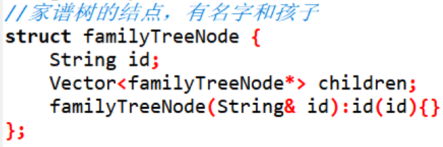 //家谱树的结点，有名字和孩子
struct familyTreeNode {
    String id;
    Vector<familyTreeNode*> children;
    familyTreeNode(String& id):id(id){}
};